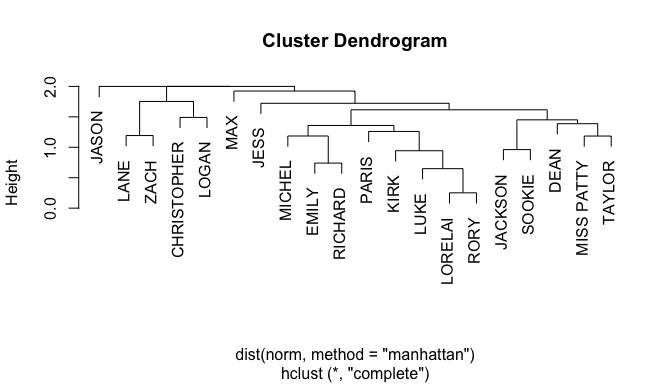 Cluster Dendrogram
Height
2.0
1.0
0.0
JASON
LANE
ZACH
CHRISTOPHER
LOGAN
MAX
JESS
MICHEL
EMILY
RICHARD
PARIS
KIRK
LUKE
LORELAI
RORY
JACKSON
SOOKIE
DEAN
MISS PATTY
TAYLOR
dist(norm, method = "manhattan")
hclust (*, "complete")